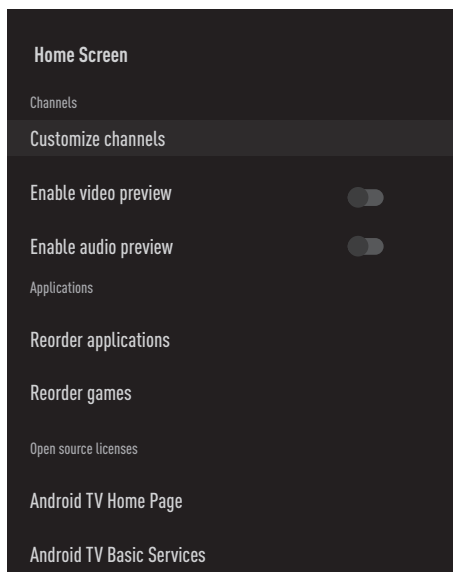 Home Screen
Channels
Customize channels
Enable video preview
Enable audio preview
Applications
Reorder applications
Reorder games
Open source licenses
Android TV Home Page
Android TV Basic Services